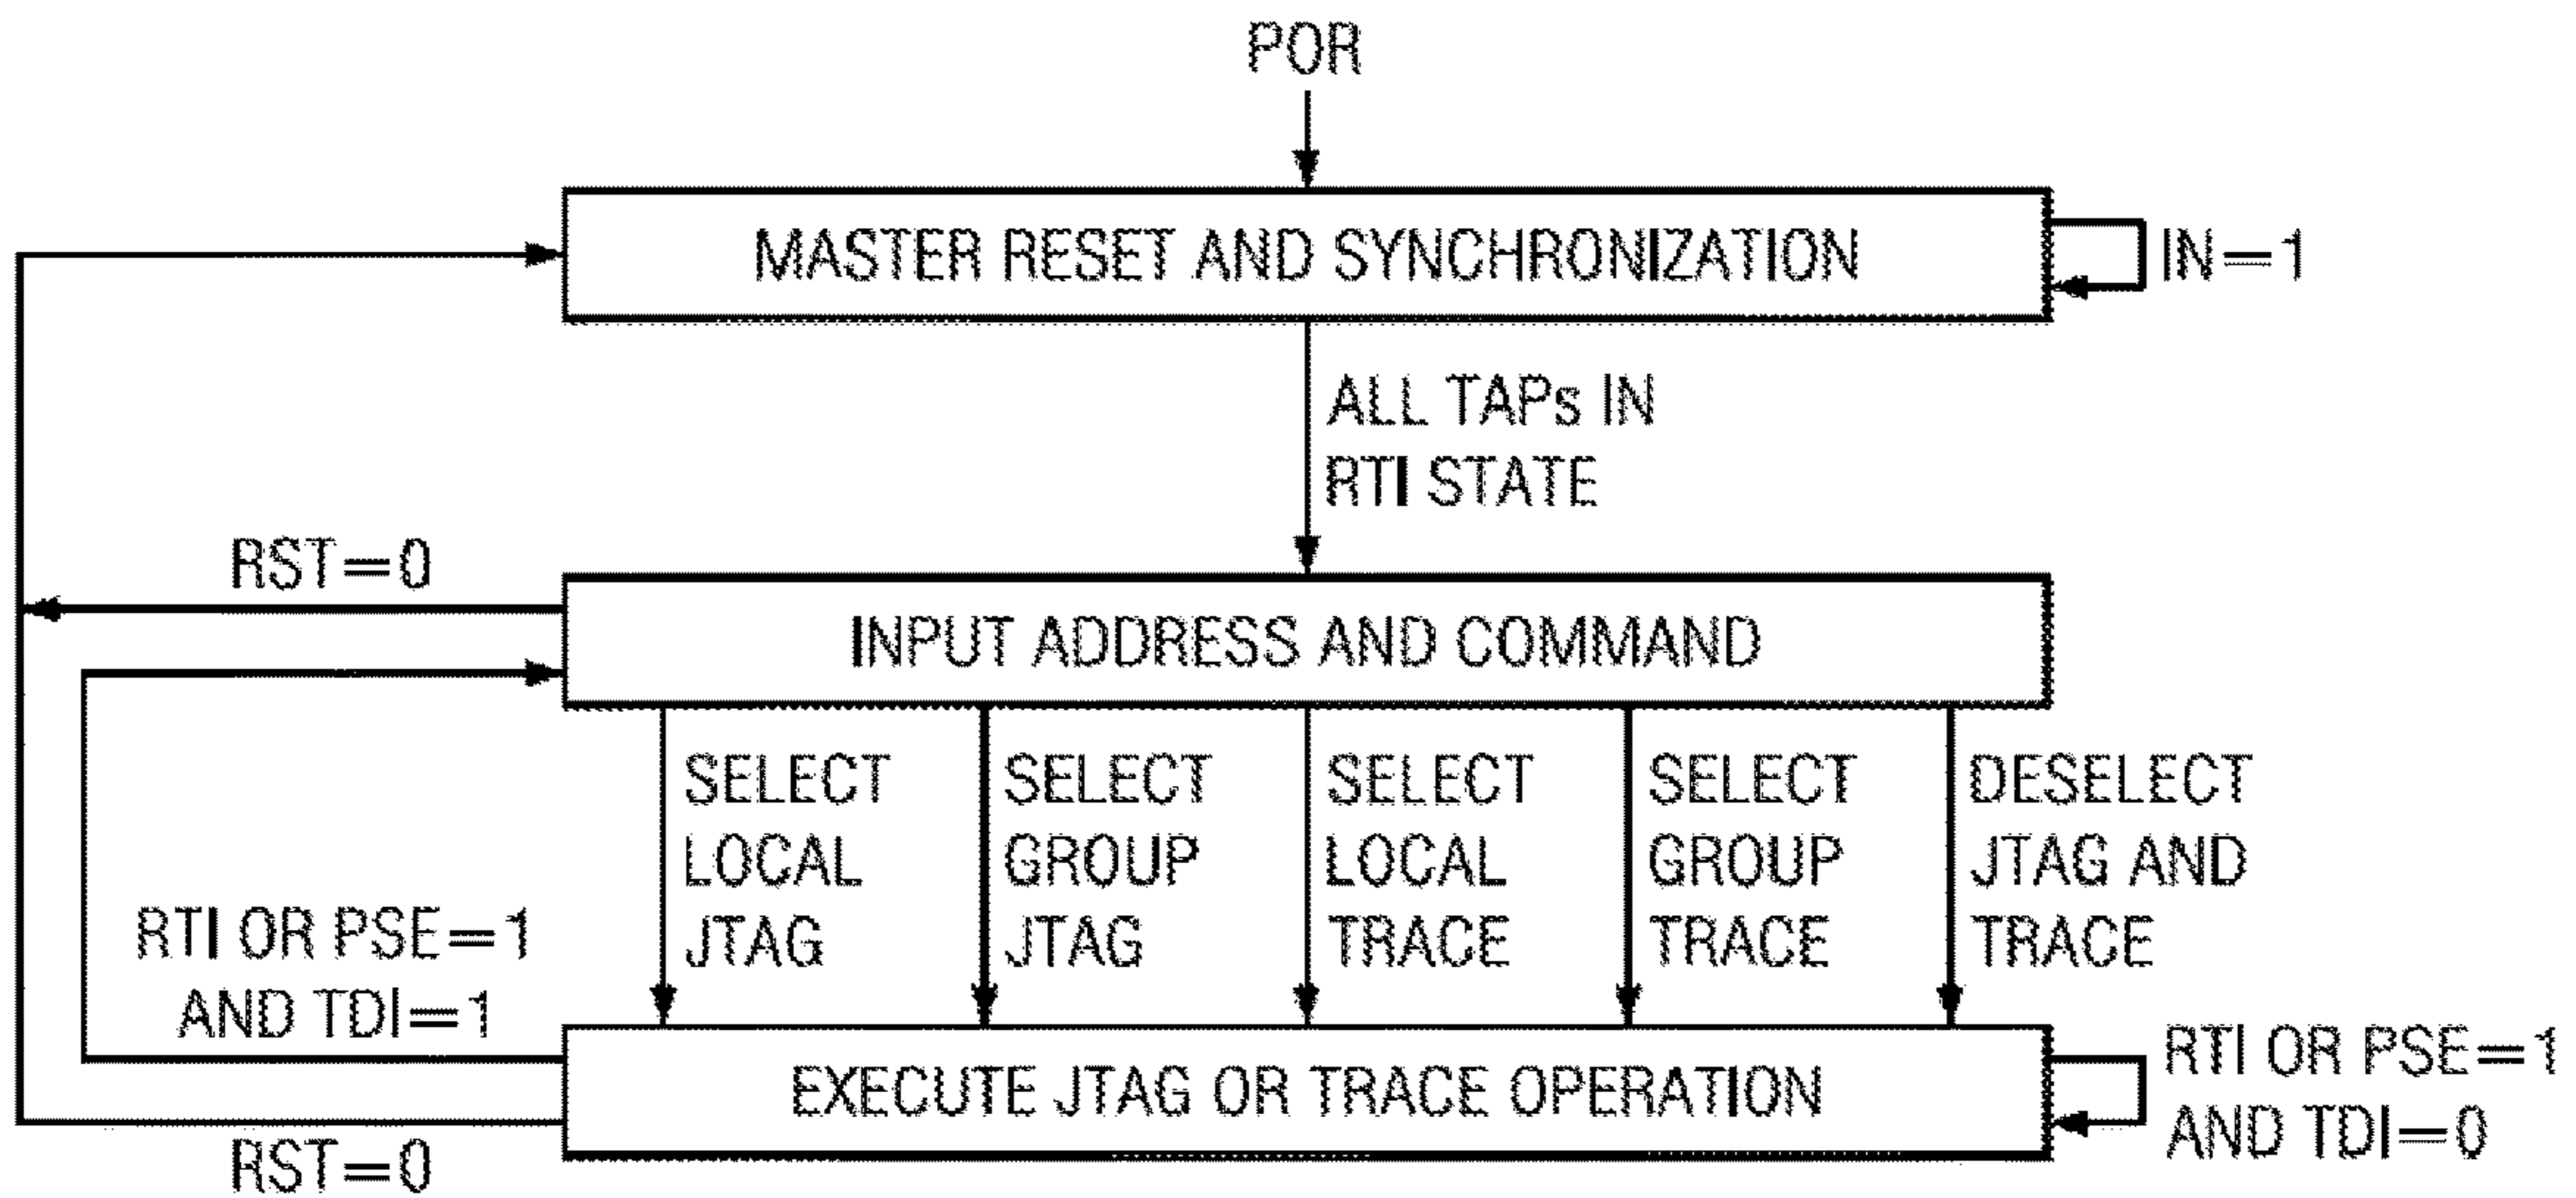 POR
MASTER RESET AND SYNCHRONIZATION
IN=1
ALL TAPs IN
RTI STATE
RST=0
INPUT ADDRESS AND COMMAND
SELECT
LOCAL
JTAG
SELECT
GROUP
JTAG
SELECT
LOCAL
TRACE
SELECT
GROUP
TRACE
DESELECT
JTAG AND
TRACE
RTI OR PSE=1
AND TDI=1
EXECUTE JTAG OR TRACE OPERATION
RTI OR PSE=1
AND TDI=0
RST=0